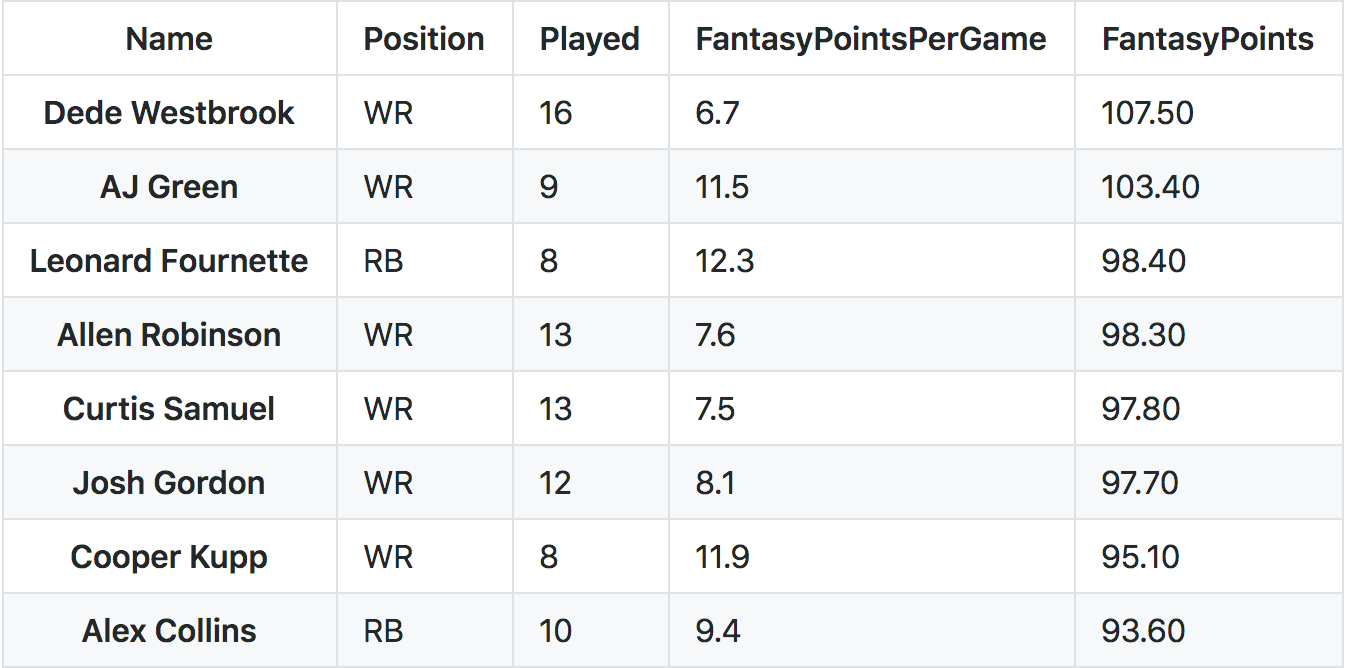 Name Position Played FantasyPointsPerGame FantasyPoints
Dede Westbrook WR 16 6.7 107.50
AJ Green WR 9 11.5 103.40
Leonard Fournette RB 8 12.3 98.40
Allen Robinson WR 13 7.6 98.30
Curtis Samuel WR 13 7.5 97.80
Josh Gordon WR 12 8.1 97.70
Cooper Kupp WR 8 11.9 95.10
Alex Collins RB 10 9.4 93.60